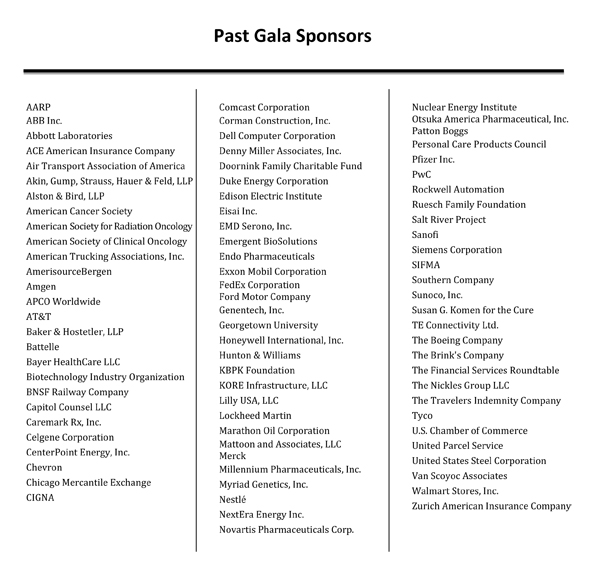 Past Gala Sponsors
AARP
ABB Inc.
Abbott Laboratories
ACE American Insurance Company
Air Transport Association of America
Akin, Gump, Strauss, Hauer & Feld, LLP
Alston & Bird, LLP
American Cancer Society
American Society for Radiation Oncology
American Society of Clinical Oncology
American Trucking Associations, Inc.
AmerisourceBergen
Amgen
APCO Worldwide
AT&T
Baker & Hostetler, LLP
Battelle
Bayer HealthCare LLC
Biotechnology Industry Organization
BNSF Railway Company
Capitol Counsel LLC
Caremark Rx, Inc.
Celgene Corporation
CenterPoint Energy, Inc.
Chevron
Chicago Mercantile Exchange
CIGNA
Comcast Corporation
Corman Construction, Inc.
Dell Computer Corporation
Denny Miller Associates, Inc.
Doornink Family Charitable Fund
Duke Energy Corporation
Edison Electric Institute
Eisai Inc.
EMD Serono, Inc.
Emergent BioSolutions
Endo Pharmaceuticals
Exxon Mobil Corporation
FedEx Corporation
Ford Motor Company
Genentech, Inc.
Georgetown University
Honeywell International, Inc.
Hunton & Williams
KBPK Foundation
KORE Infrastructure, LLC
Lilly USA, LLC
Lockheed Martin
Marathon Oil Corporation
Mattoon and Associates, LLC
Merck
Millennium Pharmaceuticals, Inc.
Myriad Genetics, Inc.
Nestlé
NextEra Energy Inc.
Novartis Pharmaceuticals Corp.
Nuclear Energy Institute
Otsuka America Pharmaceutical, Inc.
Patton Boggs
Personal Care Products Council
Pfizer Inc.
PwC
Rockwell Automation
Ruesch Family Foundation
Salt River Project
Sanofi
Siemens Corporation
SIFMA
Southern Company
Sunoco, Inc.
Susan G. Komen for the Cure
TE Connectivity Ltd.
The Boeing Company
The Brink's Company
The Financial Services Roundtable
The Nickles Group LLC
The Travelers Indemnity Company
Tyco
U.S. Chamber of Commerce
United Parcel Service
United States Steel Corporation
Van Scoyoc Associates
Walmart Stores, Inc.
Zurich American Insurance Company